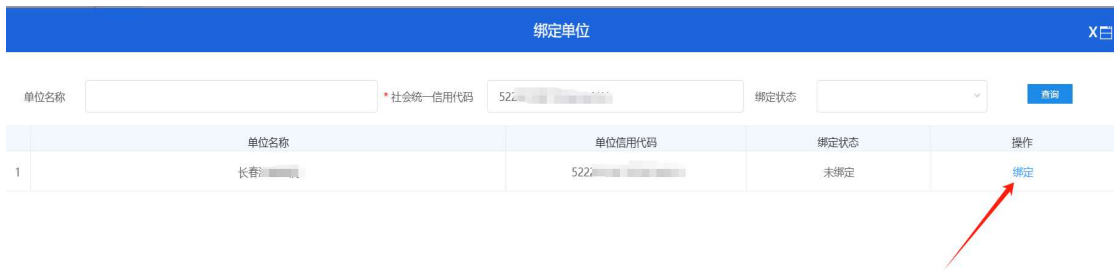 绑定单位
X
单位名称
*社会统一信用代码 522
绑定状态
查询
单位名称 单位信用代码 绑定状态 操作
1 长春 5222 未绑定 绑定